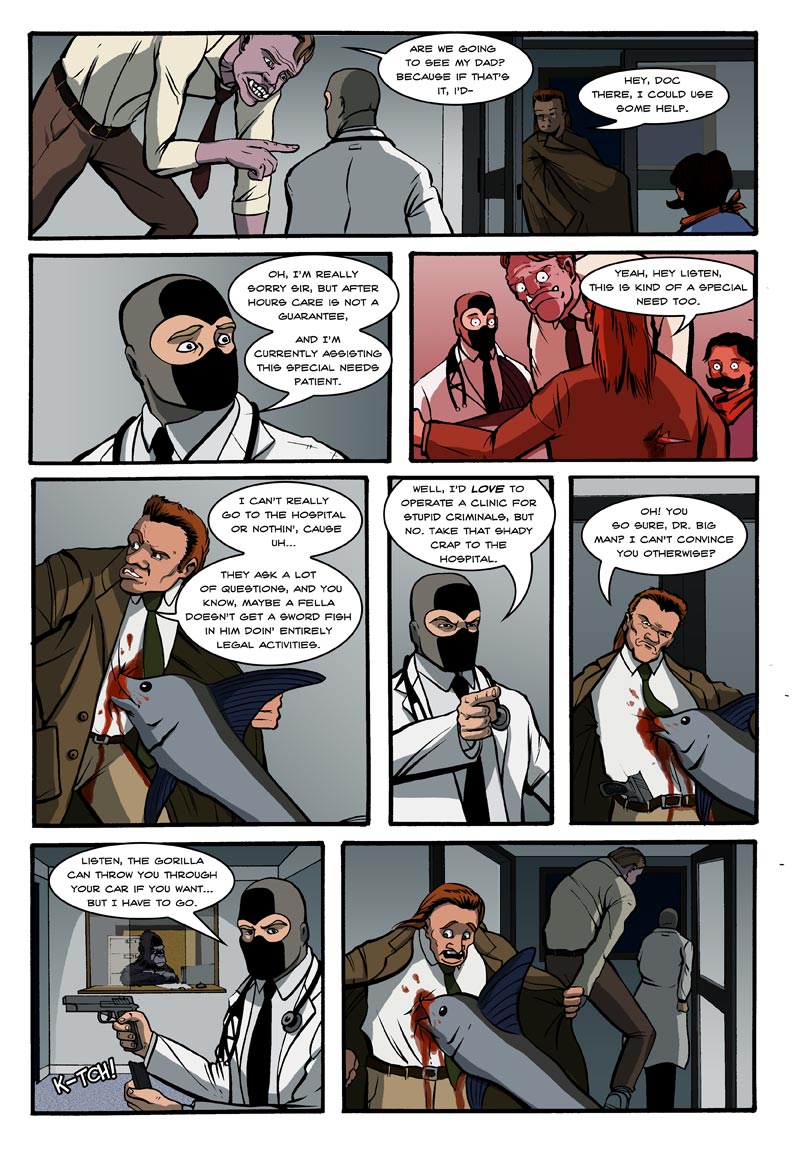 ARE WE GOING
TO SEE MY DAD?
BECAUSE IF THAT'S
IT, I'D-
HEY, DOC
THERE, I COULD USE
SOME HELP.
OH, I'M REALLY
SORRY SIR, BUT AFTER
HOURS CARE IS NOT A
GUARANTEE,
AND I'M
CURRENTLY ASSISTING
THIS SPECIAL NEEDS
PATIENT.
YEAH, HEY LISTEN,
THIS IS KIND OF A SPECIAL
NEED TOO.
I CAN'T REALLY
GO TO THE HOSPITAL
OR NOTHIN', CAUSE
UH...
THEY ASK A LOT
OF QUESTIONS, AND YOU
KNOW, MAYBE A FELLA
DOESN'T GET A SWORD FISH
IN HIM DOIN' ENTIRELY
LEGAL ACTIVITIES.
WELL, I'D LOVE TO
OPERATE A CLINIC FOR
STUPID CRIMINALS, BUT
NO. TAKE THAT SHADY
CRAP TO THE
HOSPITAL.
OH! YOU
SO SURE, DR. BIG
MAN? I CAN'T CONVINCE
YOU OTHERWISE?
LISTEN, THE GORILLA
CAN THROW YOU THROUGH
YOUR CAR IF YOU WANT...
BUT I HAVE TO GO.
K-TCH!